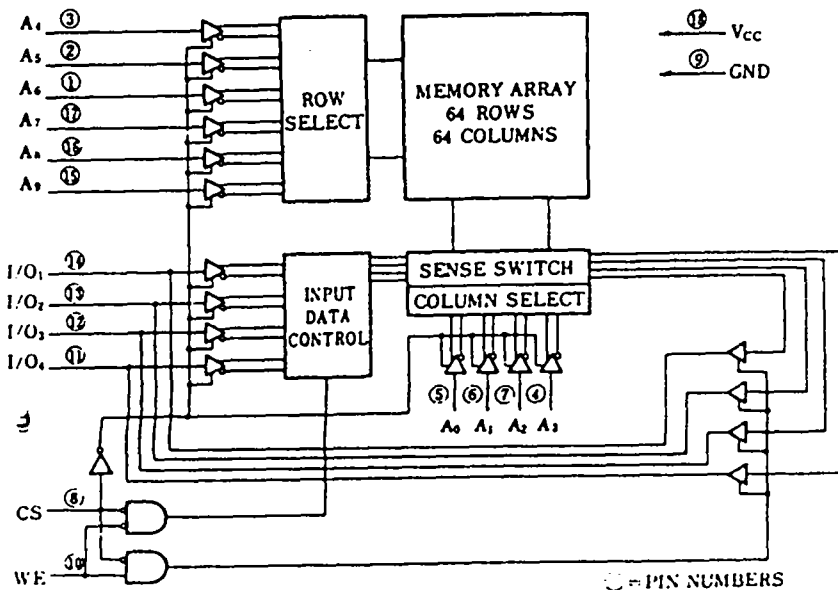 A4 ③
A5 ②
A6 ①
A7 ⑰
A8 ⑯
A9 ⑮
ROW
SELECT
MEMORY ARRAY
64 ROWS
64 COLUMNS
⑱ VCC
⑨ GND
I/O1 ⑭
I/O2 ⑬
I/O3 ⑫
I/O4 ⑪
INPUT
DATA
CONTROL
SENSE SWITCH
COLUMN SELECT
⑤ ⑥ ⑦ ④
A0 A1 A2 A3
CS ⑧
WE ⑩
= PIN NUMBERS